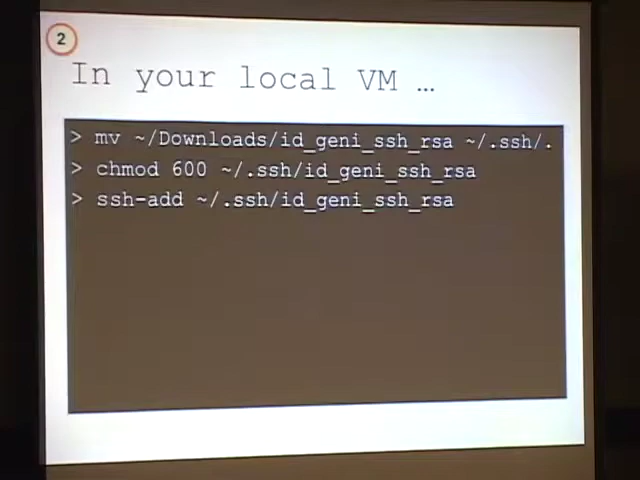 2
In your local VM …
> mv ~/Downloads/id_geni_ssh_rsa ~/.ssh/.
> chmod 600 ~/.ssh/id_geni_ssh_rsa
> ssh-add ~/.ssh/id_geni_ssh_rsa